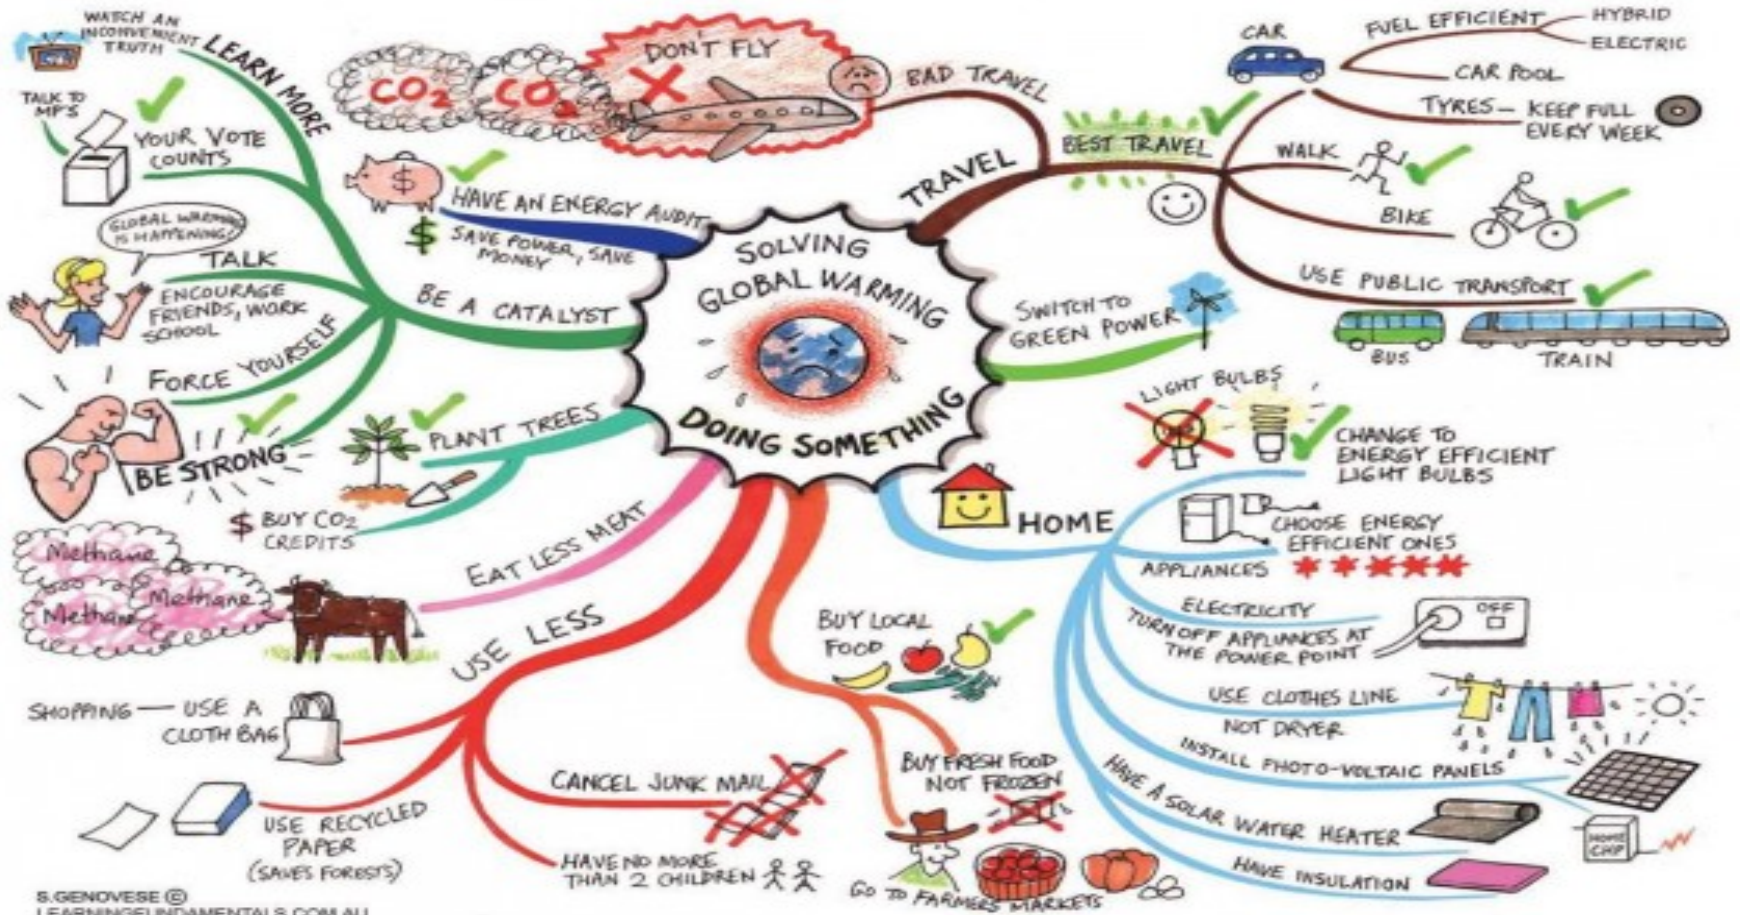 SOLVING
GLOBAL WARMING
DOING SOMETHING
TRAVEL
BAD TRAVEL
DON'T FLY
CO2
CO2
BEST TRAVEL
CAR
FUEL EFFICIENT
HYBRID
ELECTRIC
CAR POOL
TYRES — KEEP FULL
EVERY WEEK
WALK
BIKE
USE PUBLIC TRANSPORT
BUS
TRAIN
SWITCH TO
GREEN POWER
HOME
LIGHT BULBS
CHANGE TO
ENERGY EFFICIENT
LIGHT BULBS
CHOOSE ENERGY
EFFICIENT ONES
APPLIANCES
ELECTRICITY
OFF
TURN OFF APPLIANCES AT
THE POWER POINT
USE CLOTHES LINE
NOT DRYER
INSTALL PHOTO-VOLTAIC PANELS
HOME
CHIP
HAVE A SOLAR WATER HEATER
HAVE INSULATION
BUY LOCAL
FOOD
BUY FRESH FOOD
NOT FROZEN
GO TO FARMERS MARKETS
USE LESS
SHOPPING — USE A
CLOTH BAG
USE RECYCLED
PAPER
(SAVES FORESTS)
CANCEL JUNK MAIL
HAVE NO MORE
THAN 2 CHILDREN
EAT LESS MEAT
Methane
Methane
Methane
PLANT TREES
$ BUY CO2
CREDITS
BE A CATALYST
LEARN MORE
WATCH AN
INCONVENIENT
TRUTH
TALK TO
MP'S
YOUR VOTE
COUNTS
GLOBAL WARMING
IS HAPPENING!
TALK
ENCOURAGE
FRIENDS, WORK
SCHOOL
FORCE YOURSELF
BE STRONG
$
HAVE AN ENERGY AUDIT
$ SAVE POWER, SAVE
MONEY
S.GENOVESE ©
LEARNINGFUNDAMENTALS.COM.AU